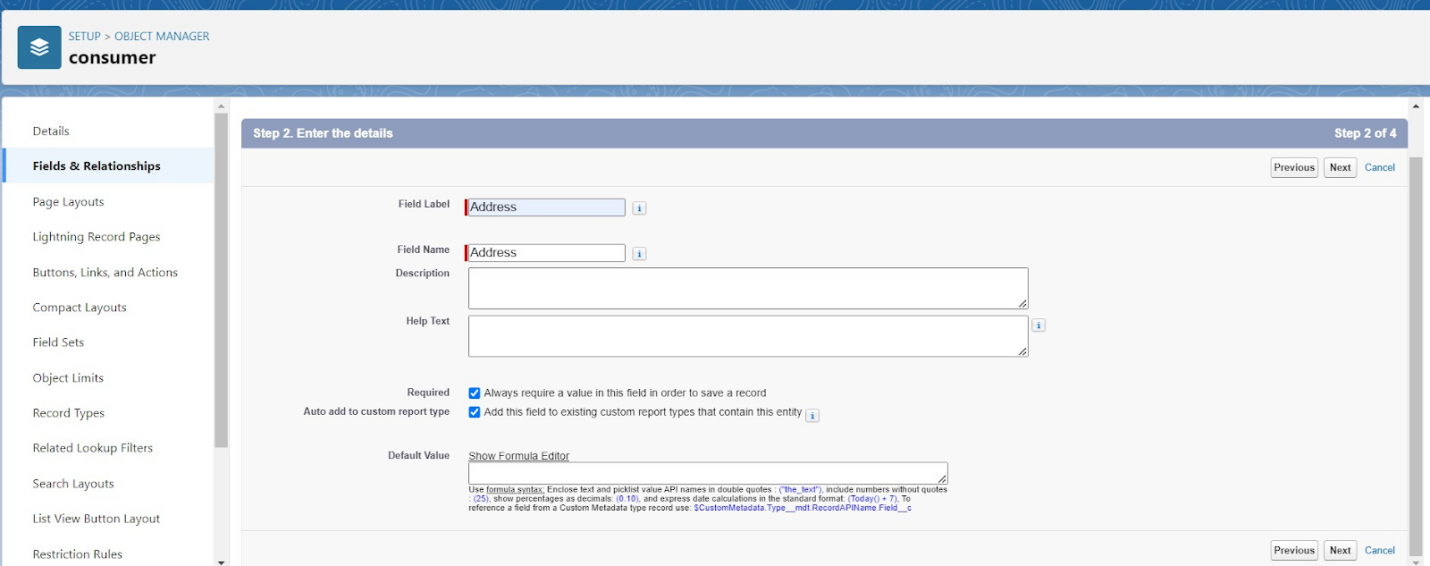 SETUP > OBJECT MANAGER
consumer
Details
Fields & Relationships
Page Layouts
Lightning Record Pages
Buttons, Links, and Actions
Compact Layouts
Field Sets
Object Limits
Record Types
Related Lookup Filters
Search Layouts
List View Button Layout
Restriction Rules
Step 2. Enter the details Step 2 of 4
Previous Next Cancel
Field Label Address i
Field Name Address i
Description
Help Text i
Required Always require a value in this field in order to save a record
Auto add to custom report type Add this field to existing custom report types that contain this entity i
Default Value Show Formula Editor
Use formula syntax: Enclose text and picklist value API names in double quotes : ("the_text"), include numbers without quotes
: (25), show percentages as decimals: (0.10), and express date calculations in the standard format: (Today() + 7), To
reference a field from a Custom Metadata type record use: $CustomMetadata.Type__mdt.RecordAPIName.Field__c
Previous Next Cancel